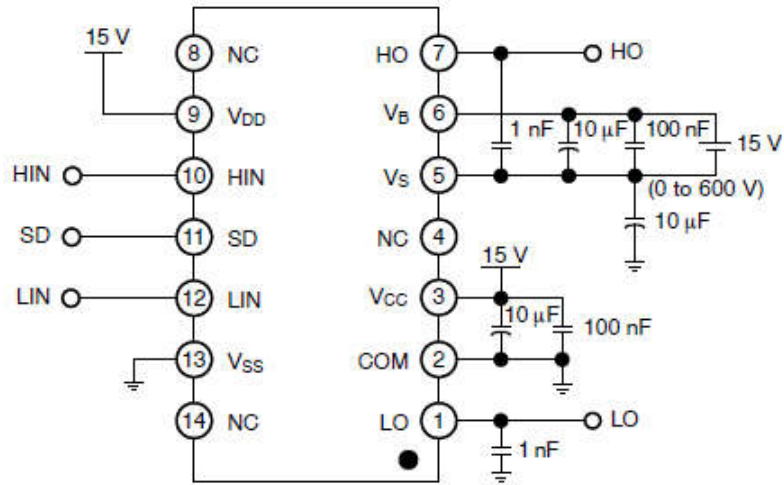 15 V
8 NC
HO 7
HO
9 VDD
VB 6
1 nF
10 μF
100 nF
15 V
HIN
10 HIN
VS 5
(0 to 600 V)
SD
11 SD
NC 4
10 μF
15 V
LIN
12 LIN
VCC 3
10 μF
100 nF
13 VSS
COM 2
14 NC
LO 1
LO
1 nF